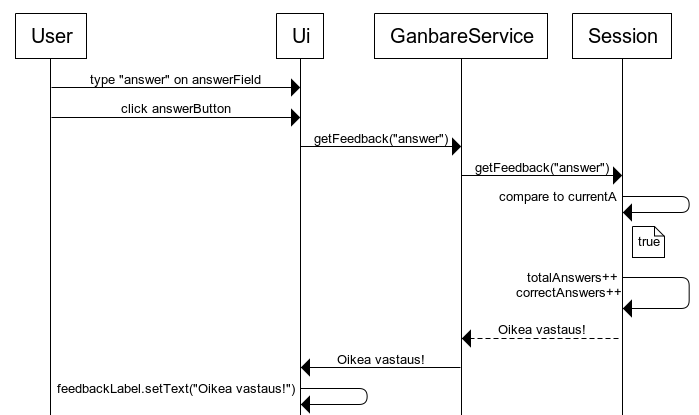 User
Ui
GanbareService
Session
type "answer" on answerField
click answerButton
getFeedback("answer")
getFeedback("answer")
compare to currentA
true
totalAnswers++
correctAnswers++
Oikea vastaus!
Oikea vastaus!
feedbackLabel.setText("Oikea vastaus!")